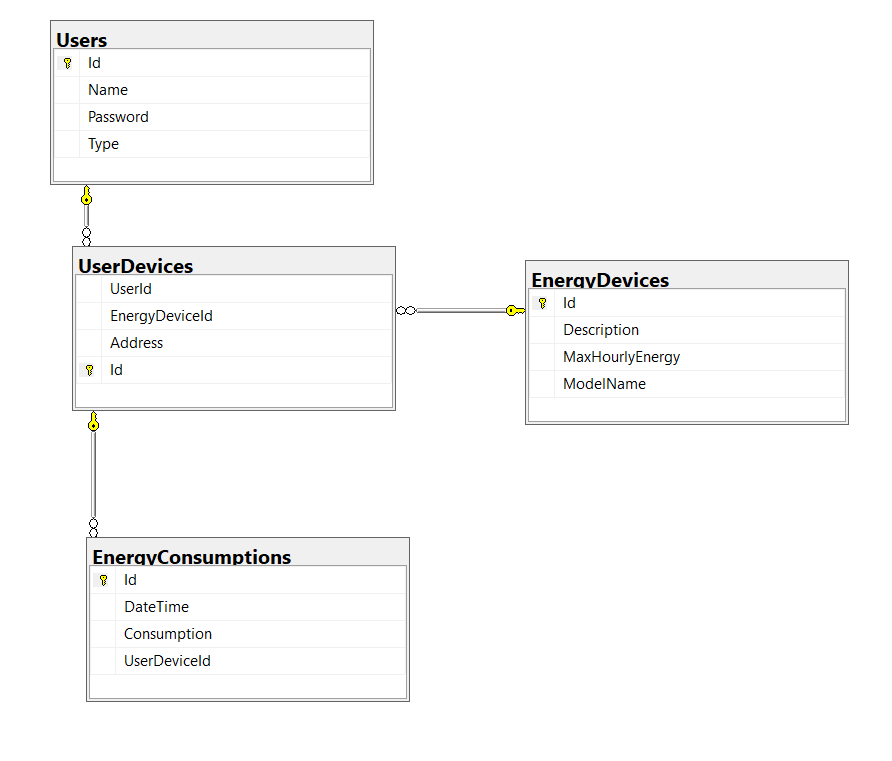 Users
Id
Name
Password
Type
UserDevices
UserId
EnergyDeviceId
Address
Id
EnergyDevices
Id
Description
MaxHourlyEnergy
ModelName
EnergyConsumptions
Id
DateTime
Consumption
UserDeviceId